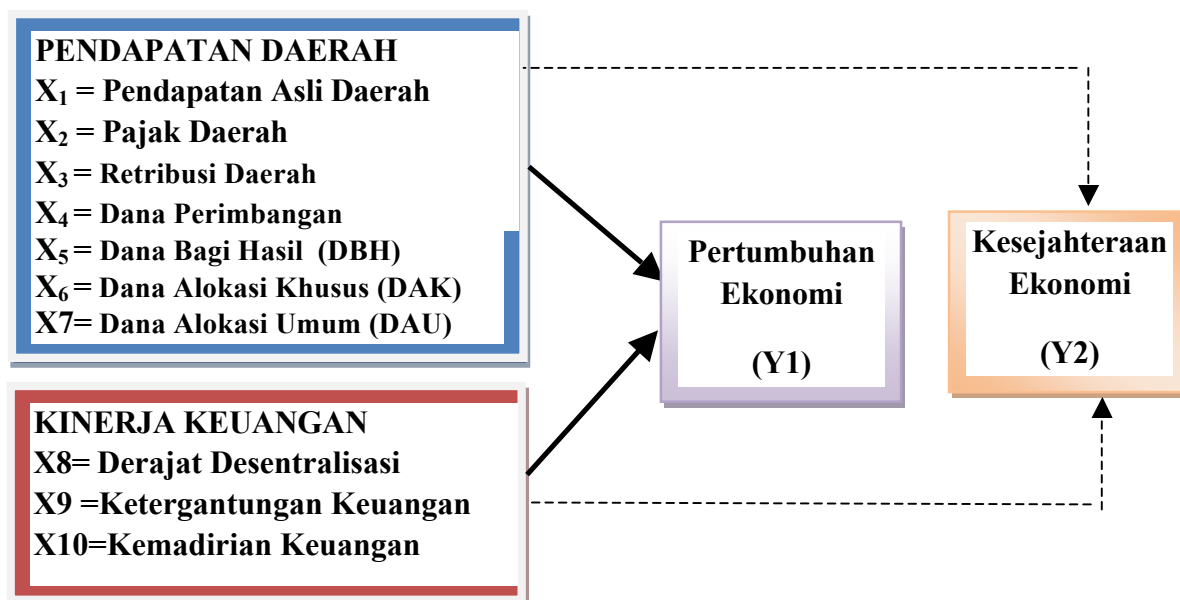 PENDAPATAN DAERAH
X₁ = Pendapatan Asli Daerah
X₂ = Pajak Daerah
X₃ = Retribusi Daerah
X₄ = Dana Perimbangan
X₅ = Dana Bagi Hasil (DBH)
X₆ = Dana Alokasi Khusus (DAK)
X7= Dana Alokasi Umum (DAU)
KINERJA KEUANGAN
X8= Derajat Desentralisasi
X9 =Ketergantungan Keuangan
X10=Kemadirian Keuangan
Pertumbuhan
Ekonomi
(Y1)
Kesejahteraan
Ekonomi
(Y2)